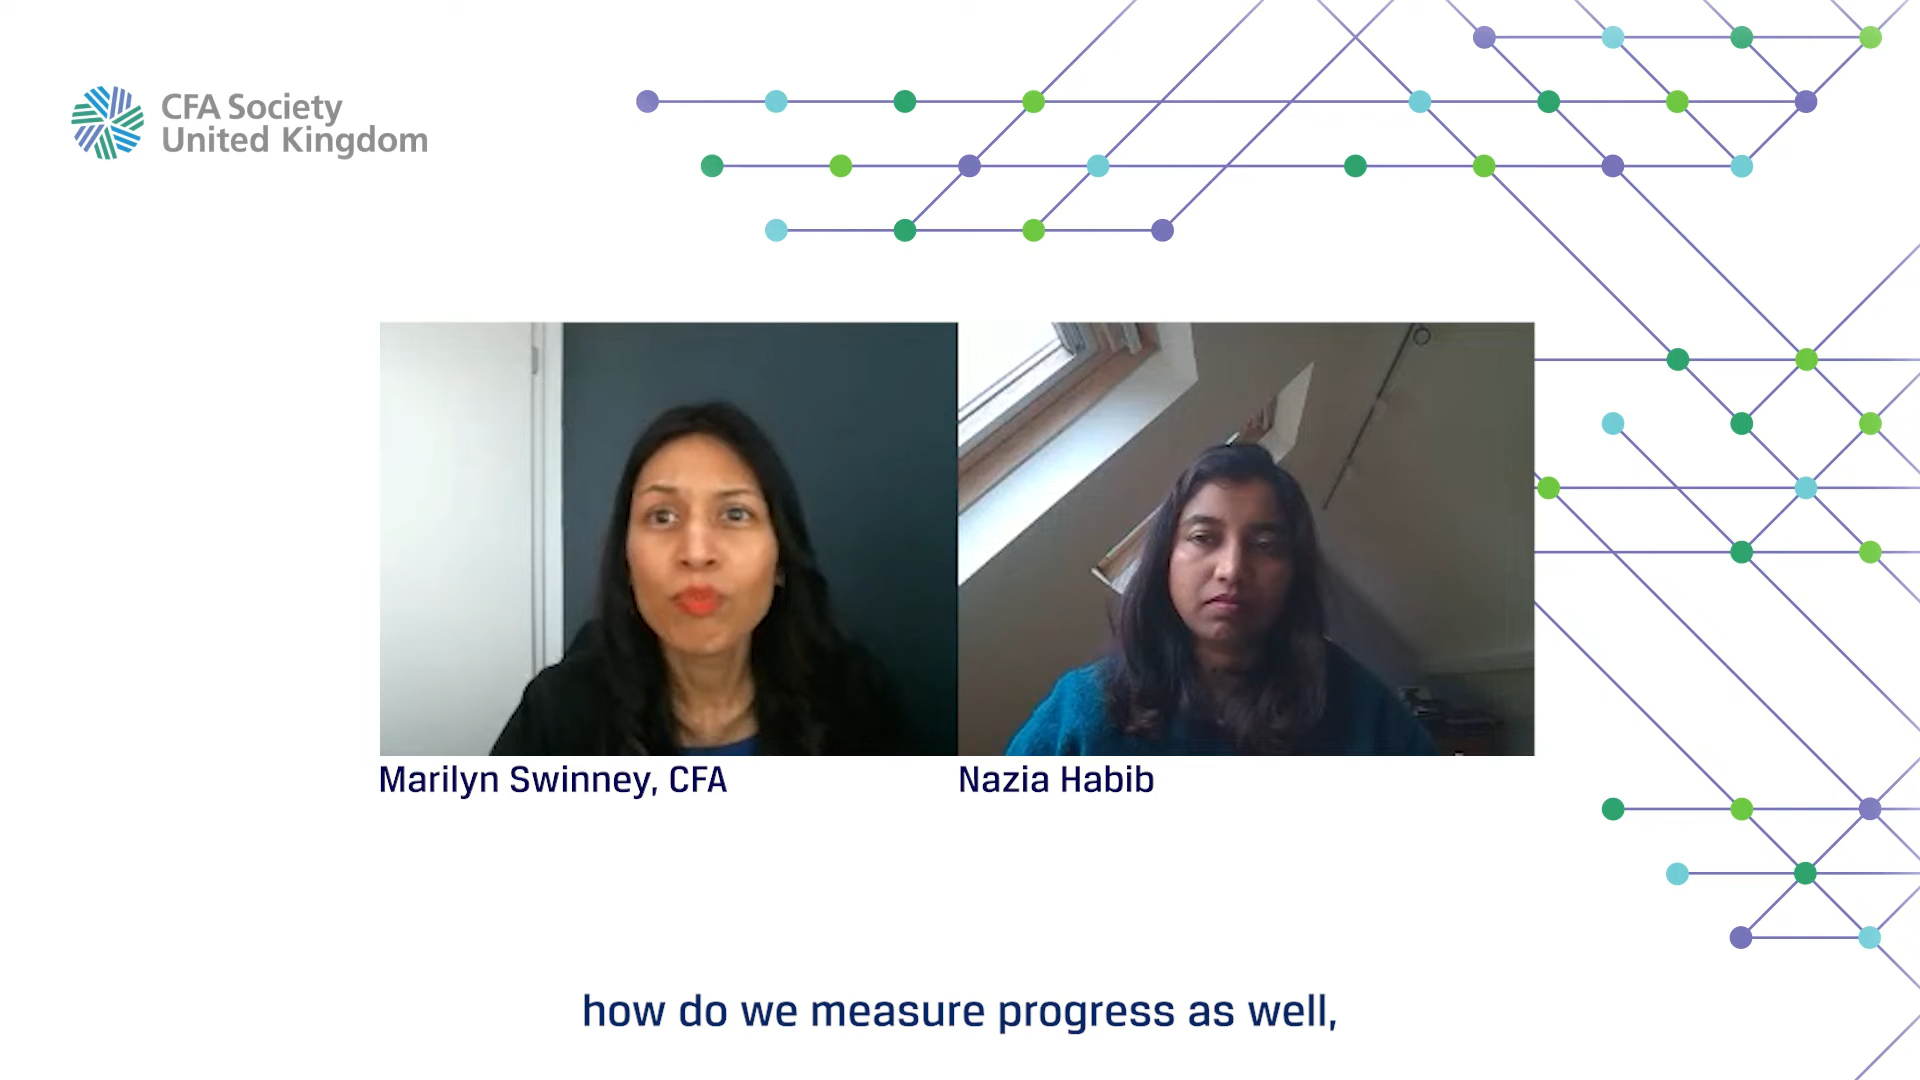 CFA Society
United Kingdom
Marilyn Swinney, CFA
Nazia Habib
how do we measure progress as well,